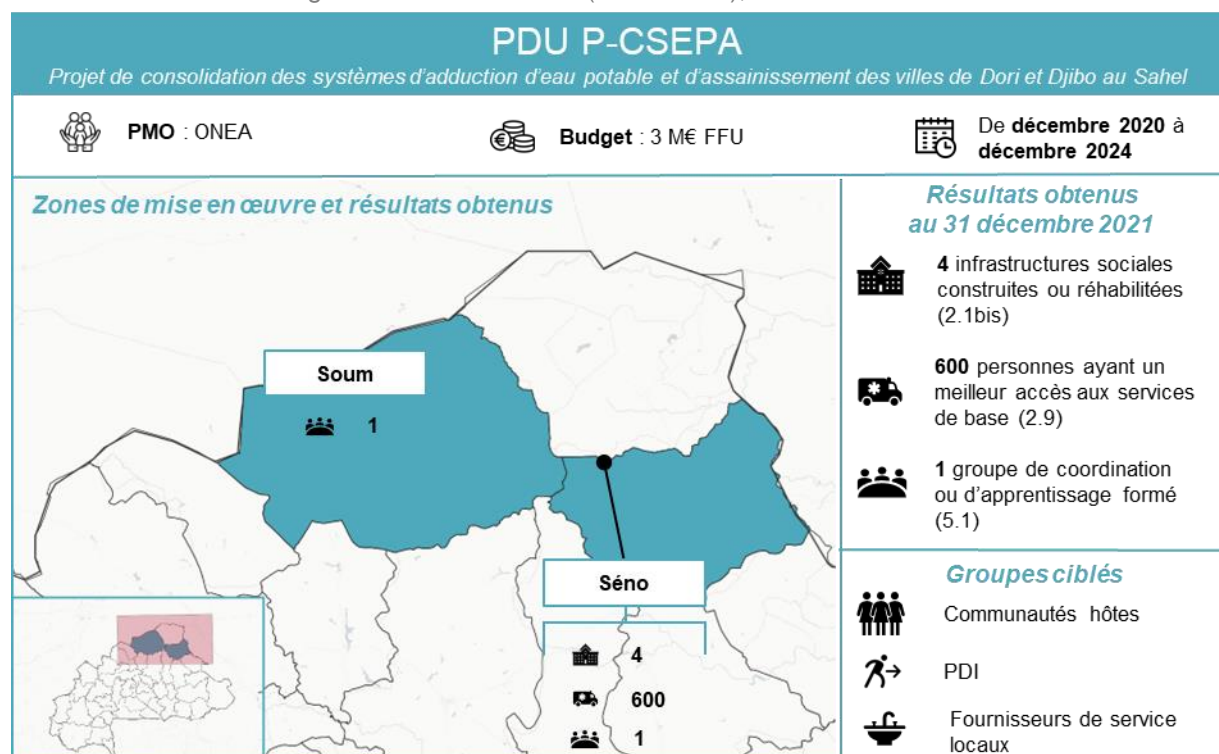 PDU P-CSEPA
Projet de consolidation des systèmes d'adduction d'eau potable et d'assainissement des villes de Dori et Djibo au Sahel
PMO : ONEA
Budget : 3 M€ FFU
De décembre 2020 à
décembre 2024
Zones de mise en œuvre et résultats obtenus
Soum
1
Séno
4
600
1
Résultats obtenus
au 31 décembre 2021
4 infrastructures sociales
construites ou réhabilitées
(2.1bis)
600 personnes ayant un
meilleur accès aux services
de base (2.9)
1 groupe de coordination
ou d'apprentissage formé
(5.1)
Groupes ciblés
Communautés hôtes
PDI
Fournisseurs de service
locaux